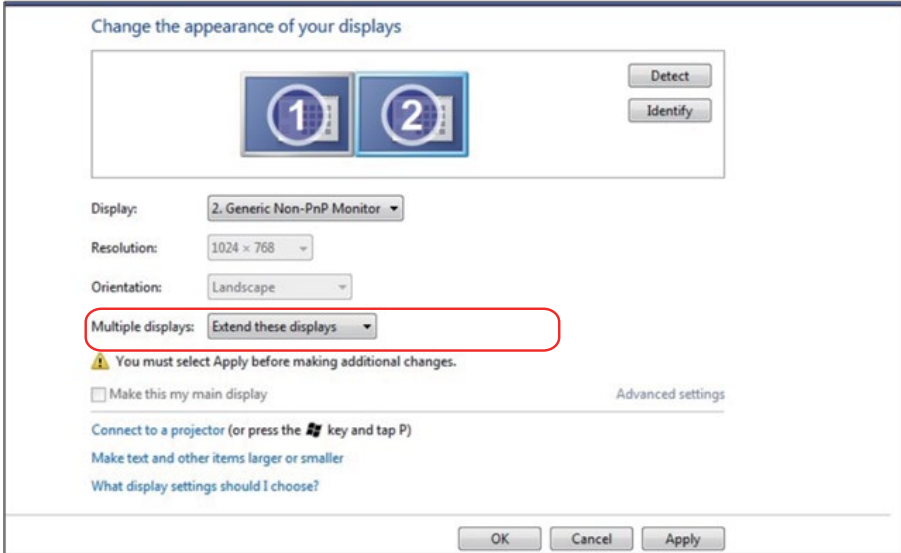 Change the appearance of your displays
1 2
Detect
Identify
Display: 2. Generic Non-PnP Monitor
Resolution: 1024 × 768
Orientation: Landscape
Multiple displays: Extend these displays
You must select Apply before making additional changes.
Make this my main display Advanced settings
Connect to a projector (or press the key and tap P)
Make text and other items larger or smaller
What display settings should I choose?
OK Cancel Apply